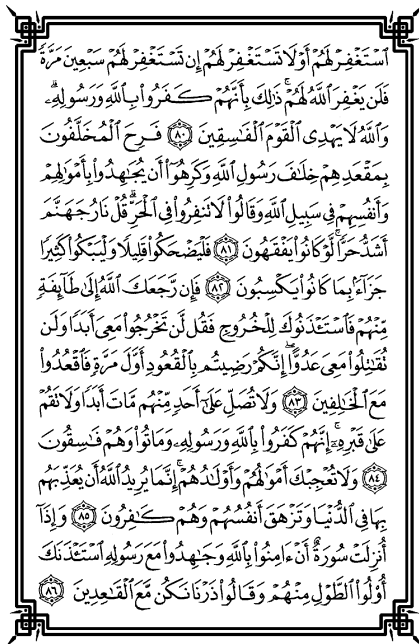 ٱسْتَغْفِرْ لَهُمْ أَوْ لَا تَسْتَغْفِرْ لَهُمْ إِن تَسْتَغْفِرْ لَهُمْ سَبْعِينَ مَرَّةً
فَلَن يَغْفِرَ ٱللَّهُ لَهُمْ ۚ ذَٰلِكَ بِأَنَّهُمْ كَفَرُوا۟ بِٱللَّهِ وَرَسُولِهِۦ ۗ
وَٱللَّهُ لَا يَهْدِى ٱلْقَوْمَ ٱلْفَٰسِقِينَ ٨٠ فَرِحَ ٱلْمُخَلَّفُونَ
بِمَقْعَدِهِمْ خِلَٰفَ رَسُولِ ٱللَّهِ وَكَرِهُوٓا۟ أَن يُجَٰهِدُوا۟ بِأَمْوَٰلِهِمْ
وَأَنفُسِهِمْ فِى سَبِيلِ ٱللَّهِ وَقَالُوا۟ لَا تَنفِرُوا۟ فِى ٱلْحَرِّ ۗ قُلْ نَارُ جَهَنَّمَ
أَشَدُّ حَرًّا ۚ لَّوْ كَانُوا۟ يَفْقَهُونَ ٨١ فَلْيَضْحَكُوا۟ قَلِيلًا وَلْيَبْكُوا۟ كَثِيرًا
جَزَآءًۢ بِمَا كَانُوا۟ يَكْسِبُونَ ٨٢ فَإِن رَّجَعَكَ ٱللَّهُ إِلَىٰ طَآئِفَةٍ
مِّنْهُمْ فَٱسْتَـْٔذَنُوكَ لِلْخُرُوجِ فَقُل لَّن تَخْرُجُوا۟ مَعِىَ أَبَدًا وَلَن
تُقَٰتِلُوا۟ مَعِىَ عَدُوًّا ۖ إِنَّكُمْ رَضِيتُم بِٱلْقُعُودِ أَوَّلَ مَرَّةٍ فَٱقْعُدُوا۟
مَعَ ٱلْخَٰلِفِينَ ٨٣ وَلَا تُصَلِّ عَلَىٰٓ أَحَدٍ مِّنْهُم مَّاتَ أَبَدًا وَلَا تَقُمْ
عَلَىٰ قَبْرِهِۦٓ ۖ إِنَّهُمْ كَفَرُوا۟ بِٱللَّهِ وَرَسُولِهِۦ وَمَاتُوا۟ وَهُمْ فَٰسِقُونَ
٨٤ وَلَا تُعْجِبْكَ أَمْوَٰلُهُمْ وَأَوْلَٰدُهُمْ ۚ إِنَّمَا يُرِيدُ ٱللَّهُ أَن يُعَذِّبَهُم
بِهَا فِى ٱلدُّنْيَا وَتَزْهَقَ أَنفُسُهُمْ وَهُمْ كَٰفِرُونَ ٨٥ وَإِذَآ
أُنزِلَتْ سُورَةٌ أَنْ ءَامِنُوا۟ بِٱللَّهِ وَجَٰهِدُوا۟ مَعَ رَسُولِهِ ٱسْتَـْٔذَنَكَ
أُو۟لُوا۟ ٱلطَّوْلِ مِنْهُمْ وَقَالُوا۟ ذَرْنَا نَكُن مَّعَ ٱلْقَٰعِدِينَ ٨٦